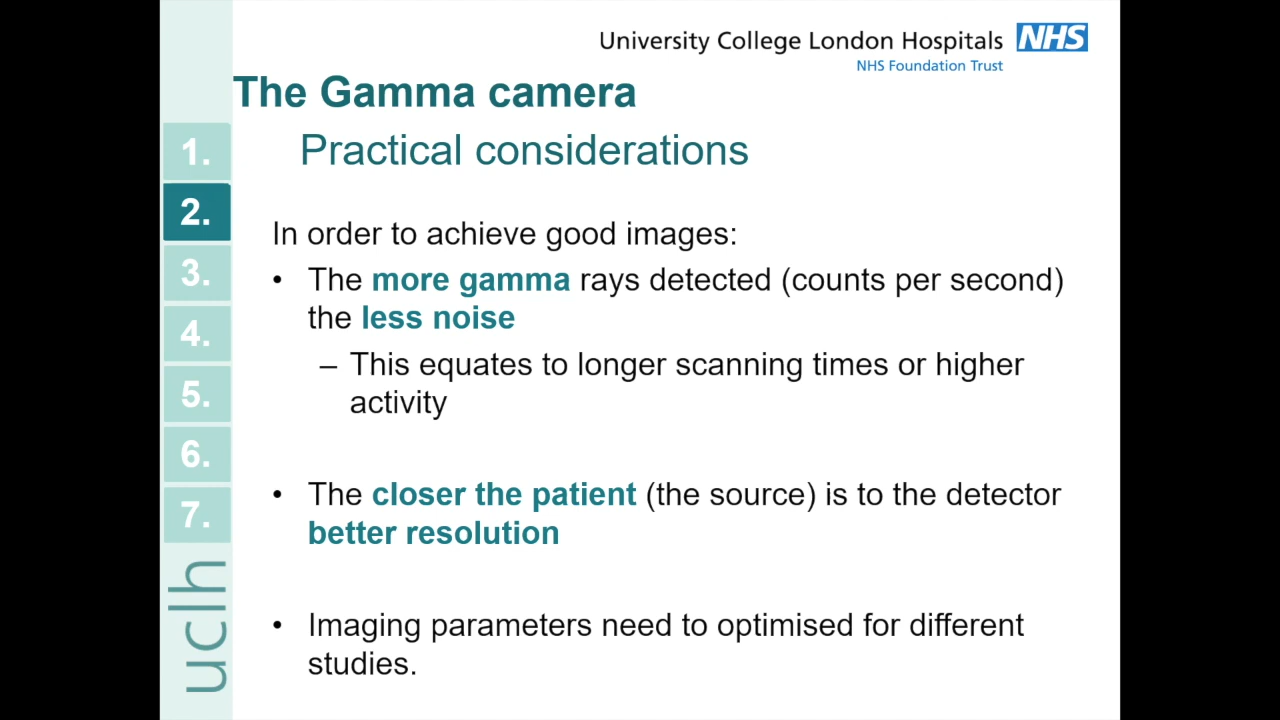 University College London Hospitals NHS
NHS Foundation Trust
The Gamma camera
Practical considerations
1.
2.
3.
4.
5.
6.
7.
uclh
In order to achieve good images:
• The more gamma rays detected (counts per second)
the less noise
– This equates to longer scanning times or higher
activity
• The closer the patient (the source) is to the detector
better resolution
• Imaging parameters need to optimised for different
studies.